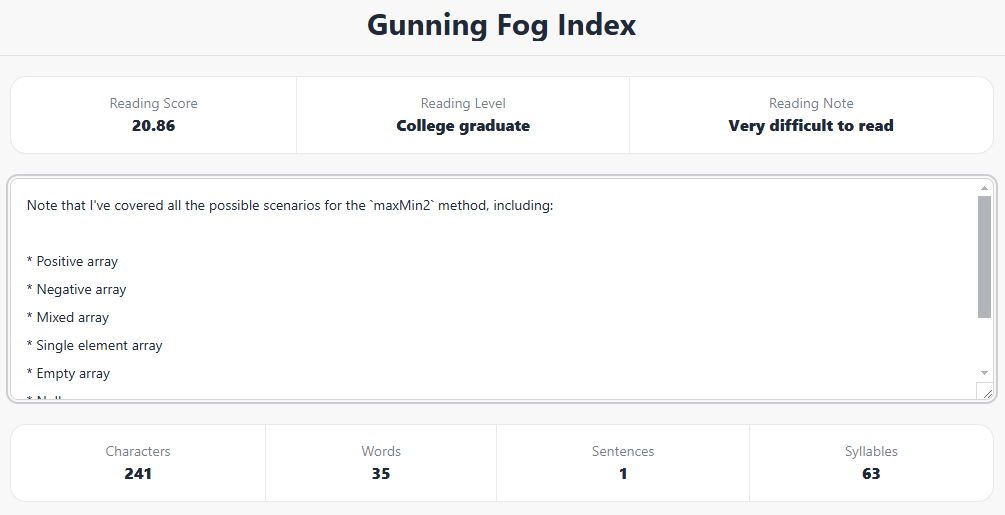 Gunning Fog Index
Reading Score
20.86
Reading Level
College graduate
Reading Note
Very difficult to read
Note that I've covered all the possible scenarios for the `maxMin2` method, including:
* Positive array
* Negative array
* Mixed array
* Single element array
* Empty array
Characters
241
Words
35
Sentences
1
Syllables
63